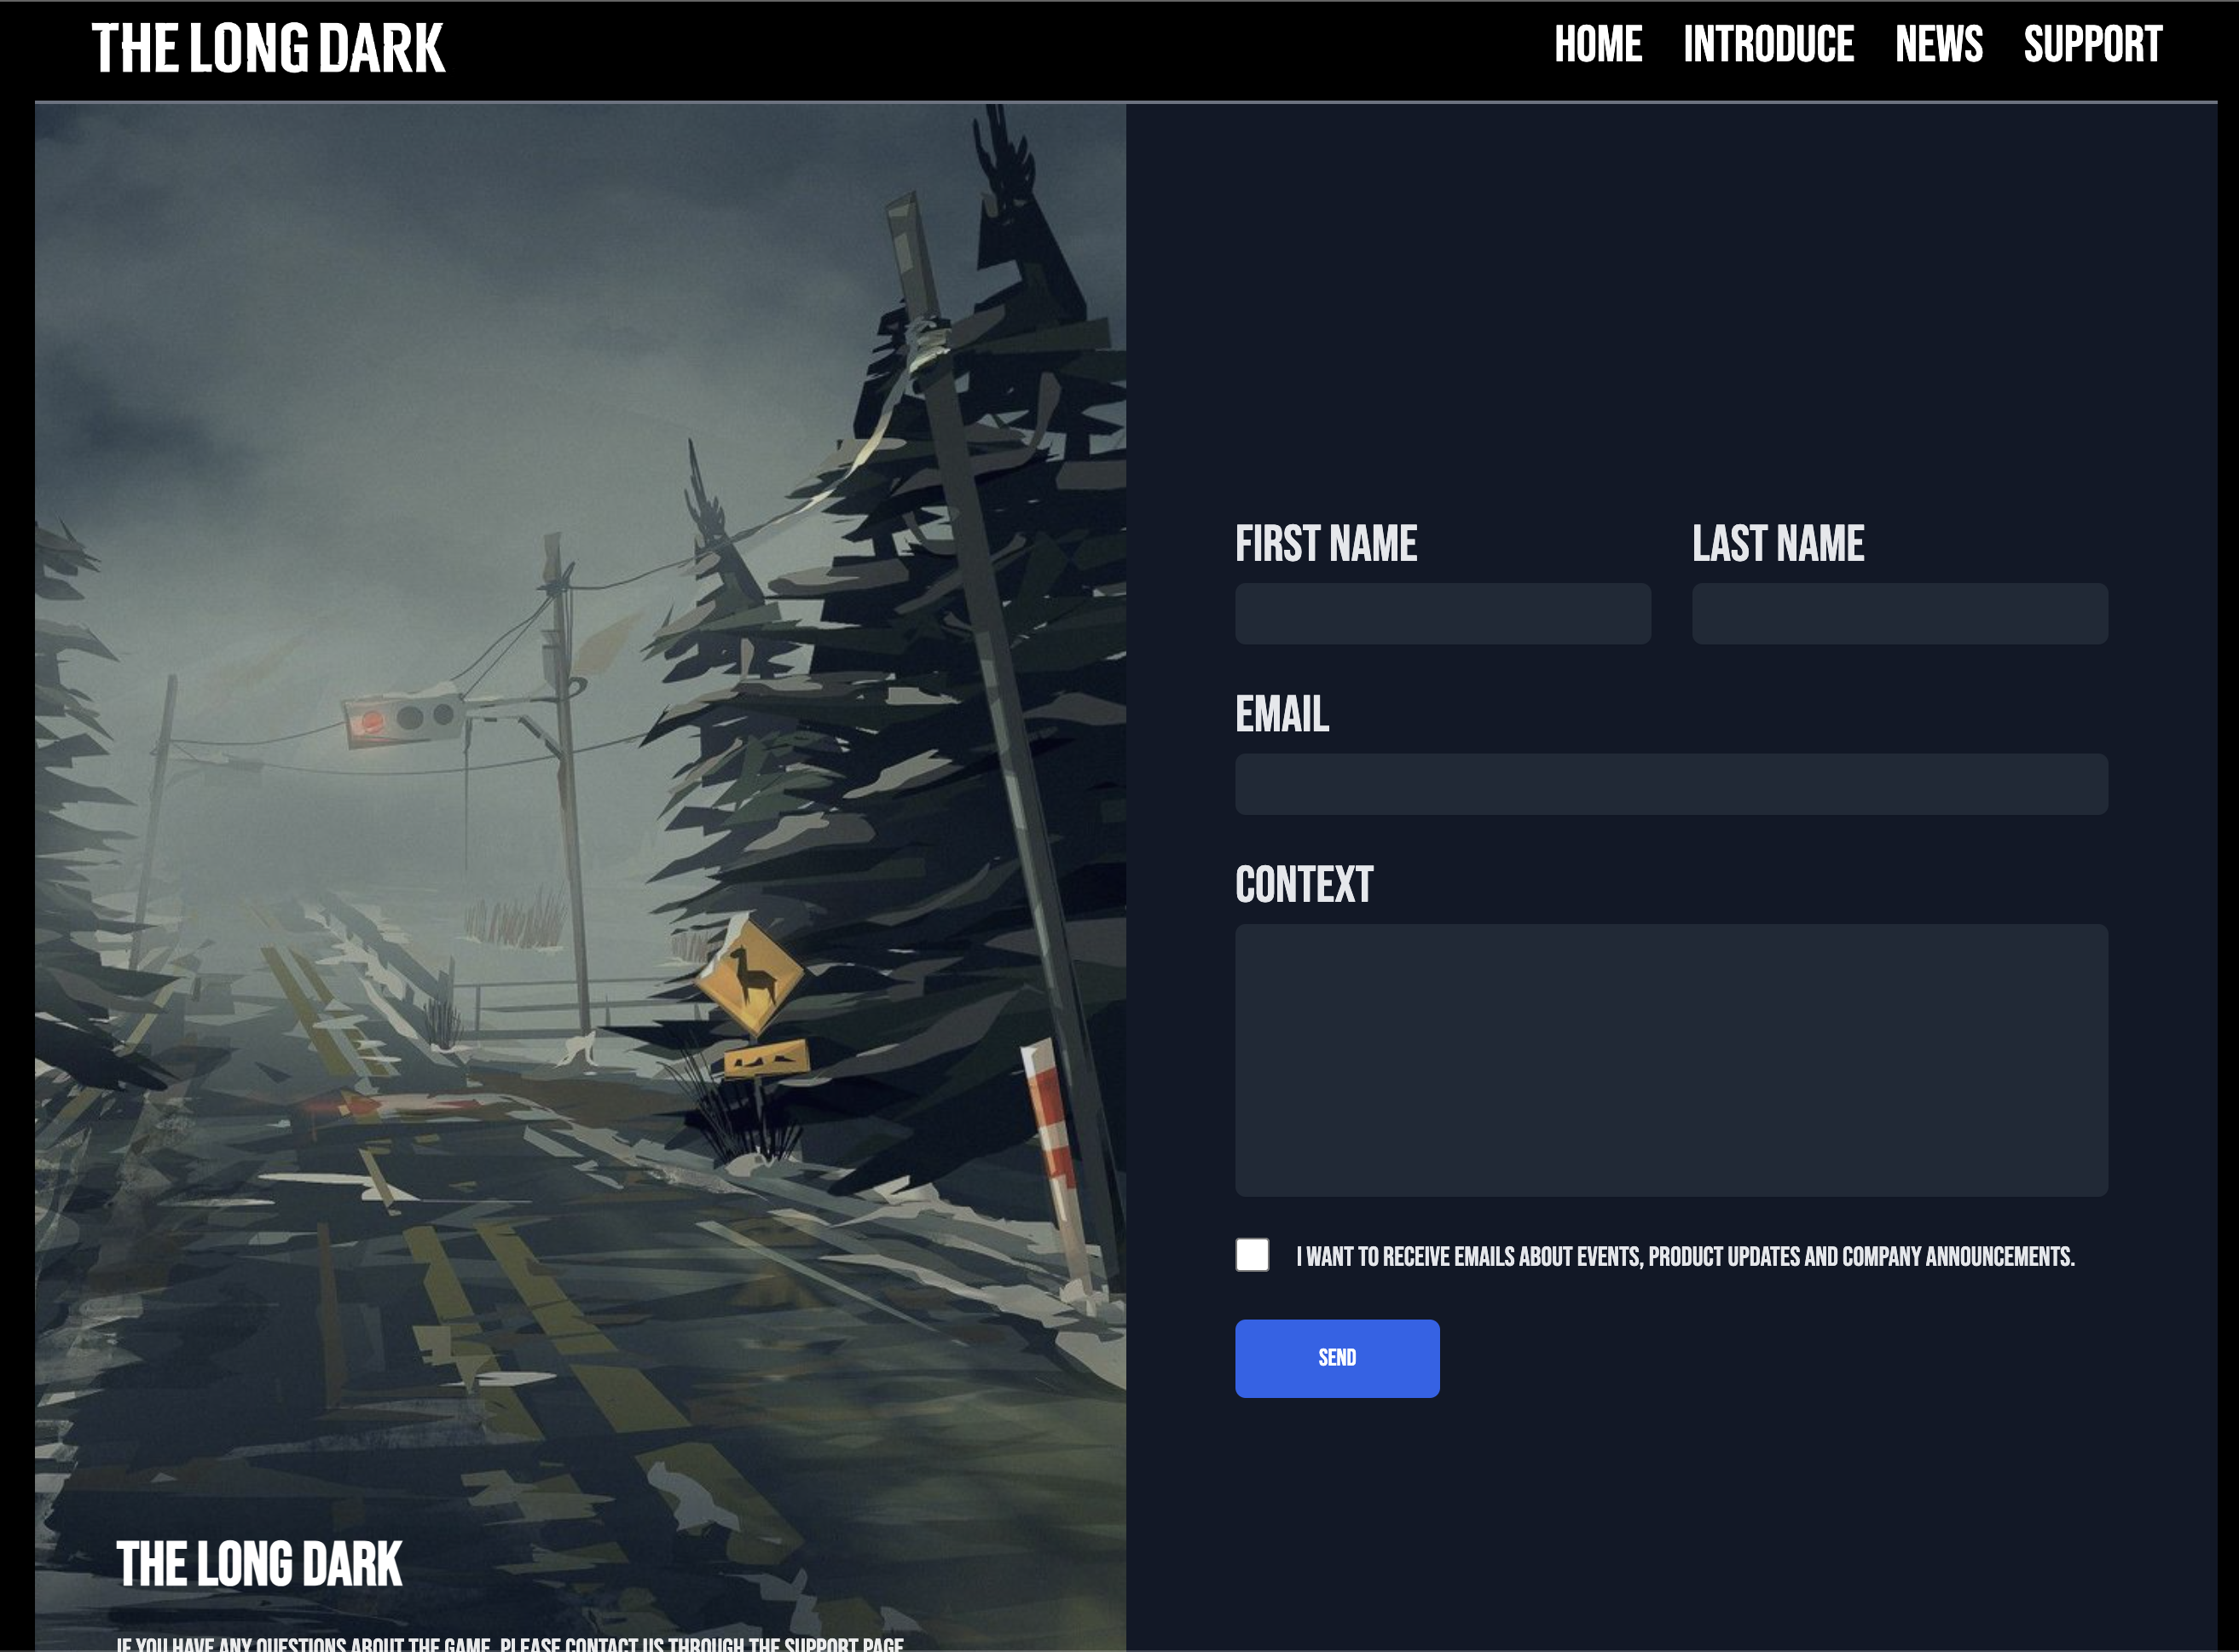 THE LONG DARK
HOME INTRODUCE NEWS SUPPORT
FIRST NAME
LAST NAME
EMAIL
CONTEXT
I WANT TO RECEIVE EMAILS ABOUT EVENTS, PRODUCT UPDATES AND COMPANY ANNOUNCEMENTS.
SEND
THE LONG DARK
IF YOU HAVE ANY QUESTIONS ABOUT THE GAME, PLEASE CONTACT US THROUGH THE SUPPORT PAGE